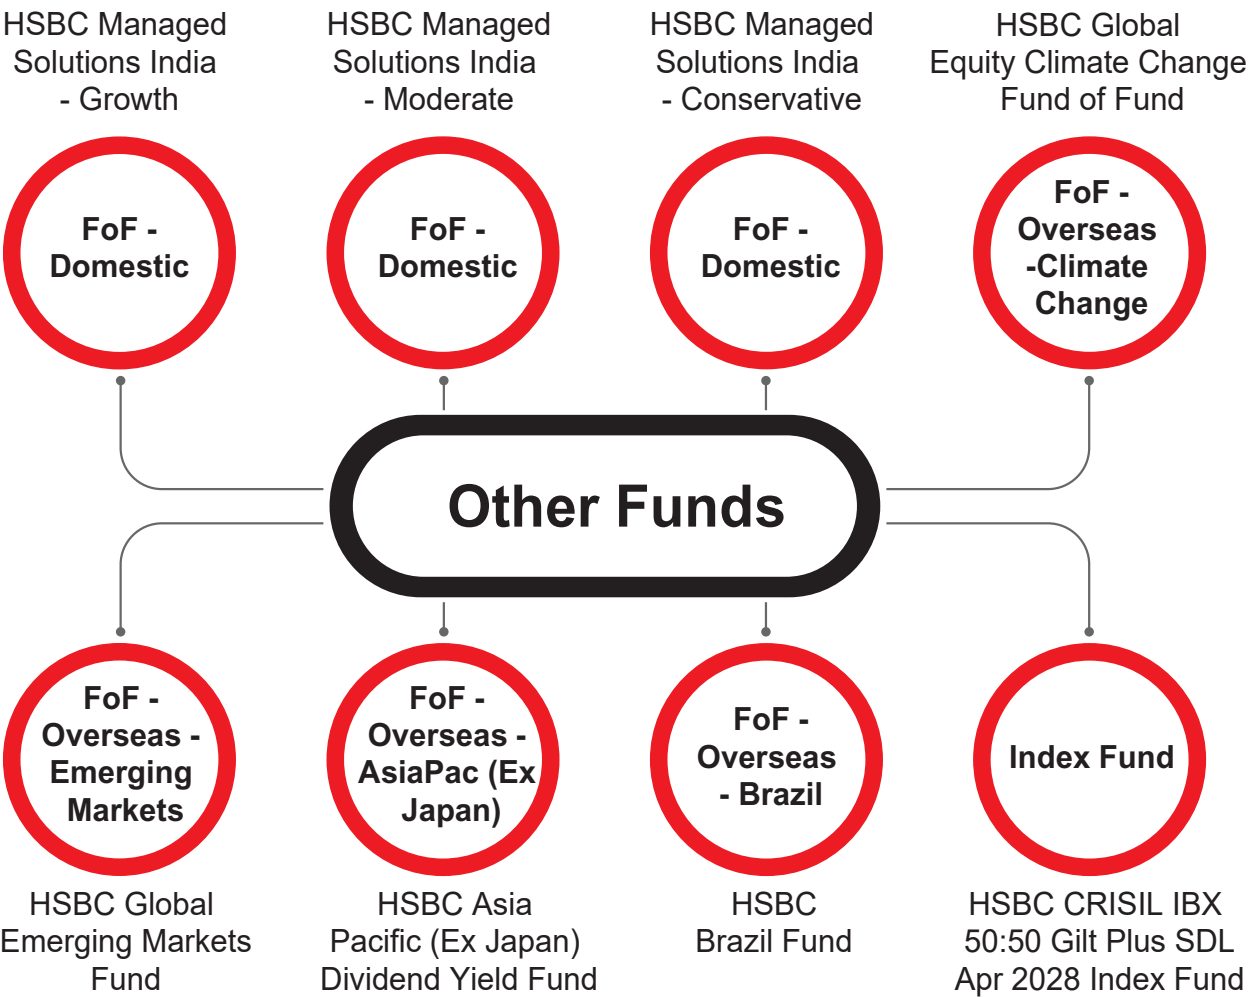 HSBC Managed
Solutions India
- Growth
HSBC Managed
Solutions India
- Moderate
HSBC Managed
Solutions India
- Conservative
HSBC Global
Equity Climate Change
Fund of Fund
FoF -
Domestic
FoF -
Domestic
FoF -
Domestic
FoF -
Overseas
-Climate
Change
Other Funds
FoF -
Overseas -
Emerging
Markets
FoF -
Overseas -
AsiaPac (Ex
Japan)
FoF -
Overseas
- Brazil
Index Fund
HSBC Global
Emerging Markets
Fund
HSBC Asia
Pacific (Ex Japan)
Dividend Yield Fund
HSBC
Brazil Fund
HSBC CRISIL IBX
50:50 Gilt Plus SDL
Apr 2028 Index Fund